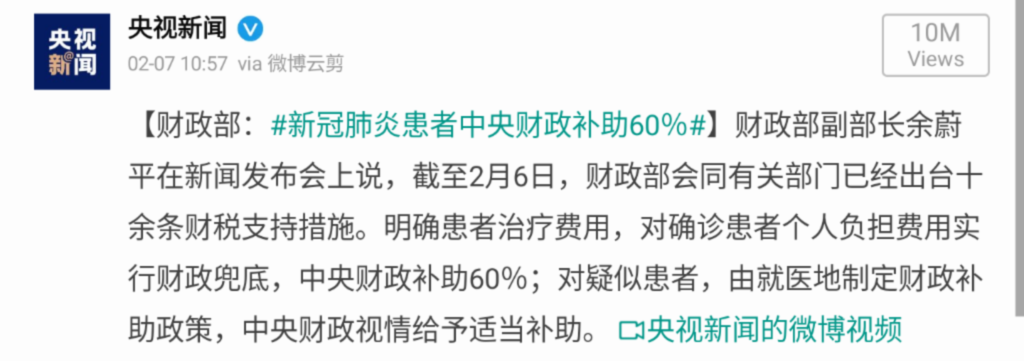 央视
新@闻
央视新闻
02-07 10:57 via 微博云剪
10M
Views
【财政部：#新冠肺炎患者中央财政补助60%#】财政部副部长余蔚
平在新闻发布会上说，截至2月6日，财政部会同有关部门已经出台十
余条财税支持措施。明确患者治疗费用，对确诊患者个人负担费用实
行财政兜底，中央财政补助60%；对疑似患者，由就医地制定财政补
助政策，中央财政视情给予适当补助。 央视新闻的微博视频